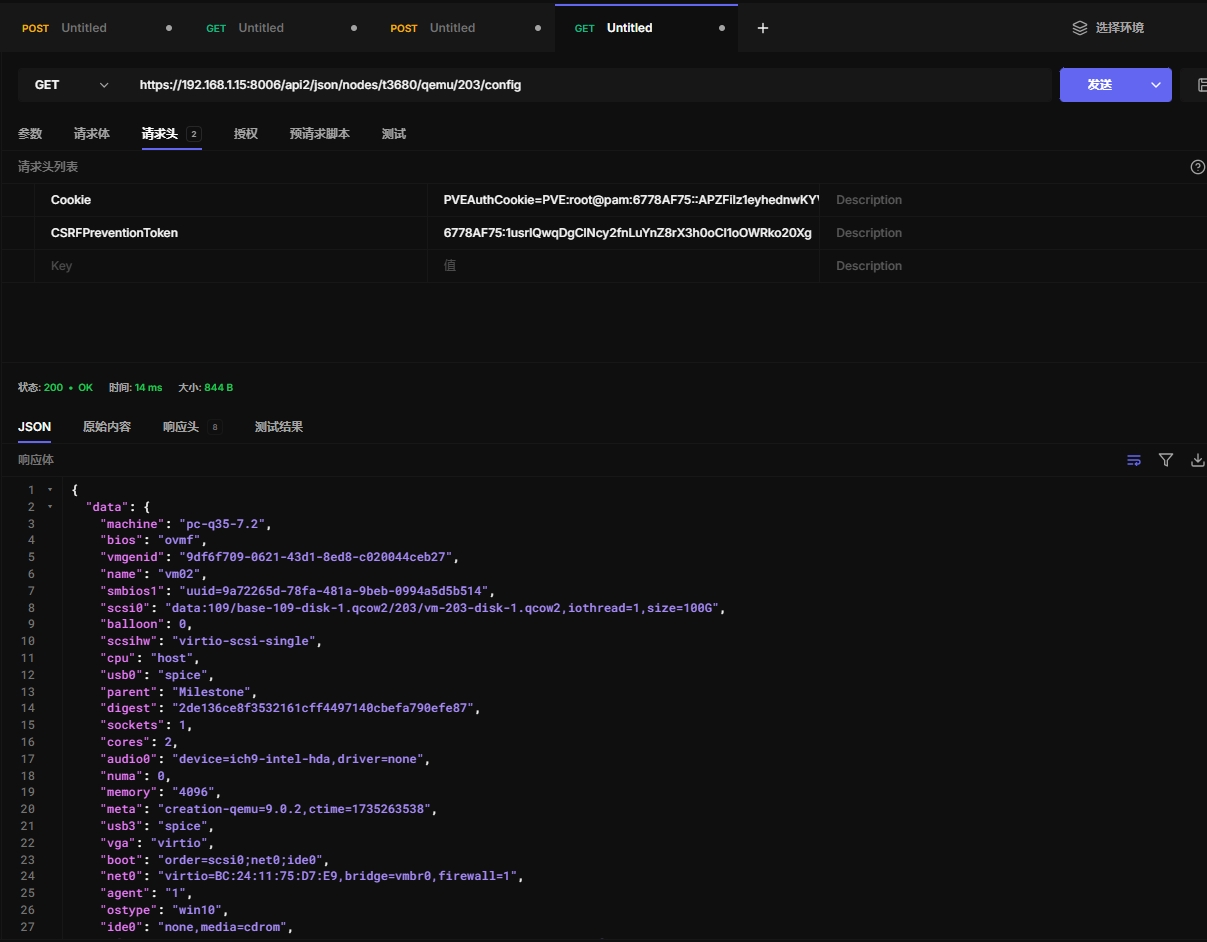 POST Untitled GET Untitled POST Untitled GET Untitled 选择环境
GET https://192.168.1.15:8006/api2/json/nodes/t3680/qemu/203/config 发送
参数 请求体 请求头 2 授权 预请求脚本 测试
请求头列表
Cookie PVEAuthCookie=PVE:root@pam:6778AF75::APZFilz1eyhednwKY Description
CSRFPreventionToken 6778AF75:1usrIQwqDgClNcy2fnLuYnZ8rX3h0oCl1oOWRko20Xg Description
Key 值 Description
状态: 200 • OK 时间: 14 ms 大小: 844 B
JSON 原始内容 响应头 8 测试结果
响应体
1 {
2 "data": {
3 "machine": "pc-q35-7.2",
4 "bios": "ovmf",
5 "vmgenid": "9df6f709-0621-43d1-8ed8-c020044ceb27",
6 "name": "vm02",
7 "smbios1": "uuid=9a72265d-78fa-481a-9beb-0994a5d5b514",
8 "scsi0": "data:109/base-109-disk-1.qcow2/203/vm-203-disk-1.qcow2,iothread=1,size=100G",
9 "balloon": 0,
10 "scsihw": "virtio-scsi-single",
11 "cpu": "host",
12 "usb0": "spice",
13 "parent": "Milestone",
14 "digest": "2de136ce8f3532161cff4497140cbefa790efe87",
15 "sockets": 1,
16 "cores": 2,
17 "audio0": "device=ich9-intel-hda,driver=none",
18 "numa": 0,
19 "memory": "4096",
20 "meta": "creation-qemu=9.0.2,ctime=1735263538",
21 "usb3": "spice",
22 "vga": "virtio",
23 "boot": "order=scsi0;net0;ide0",
24 "net0": "virtio=BC:24:11:75:D7:E9,bridge=vmbr0,firewall=1",
25 "agent": "1",
26 "ostype": "win10",
27 "ide0": "none,media=cdrom",